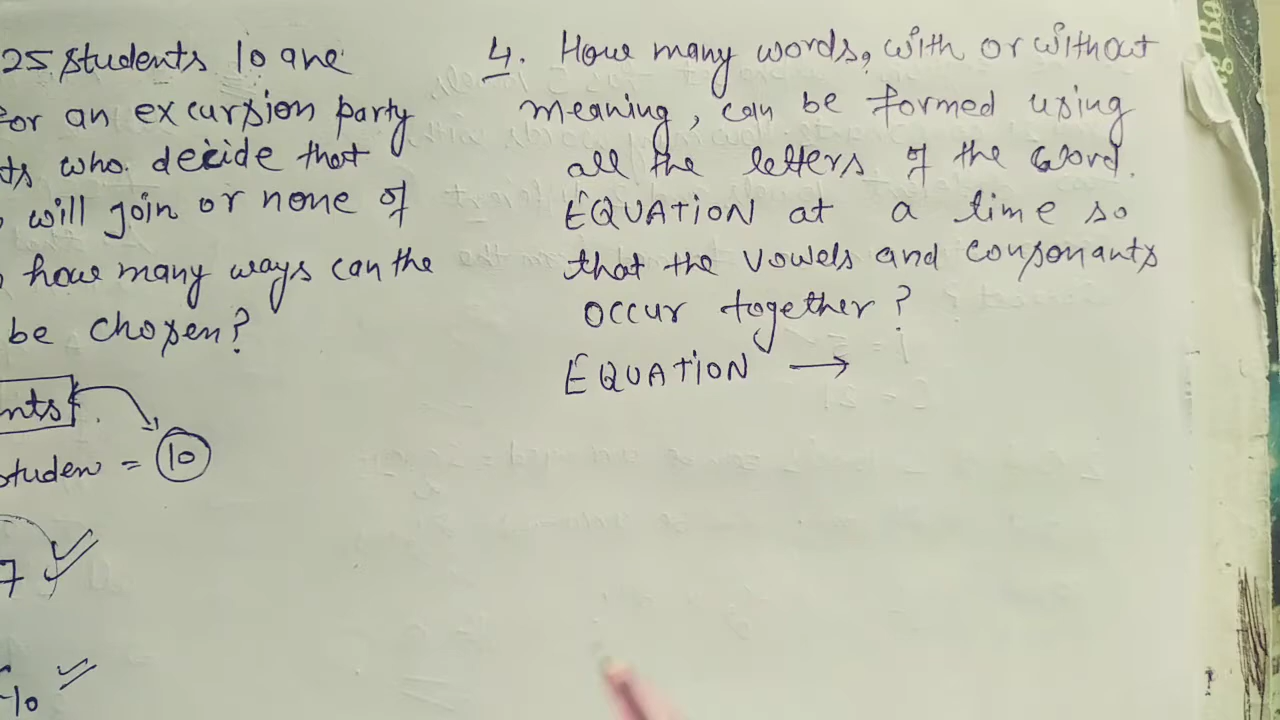 25 students 10 are
for an excursion party
ts who decide that
will join or none of
how many ways can the
be chosen?
nts
studen = 10
7
10
4. How many words, with or without
meaning, can be formed using
all the letters of the word.
EQUATION at a time so
that the vowels and consonants
occur together?
EQUATION →